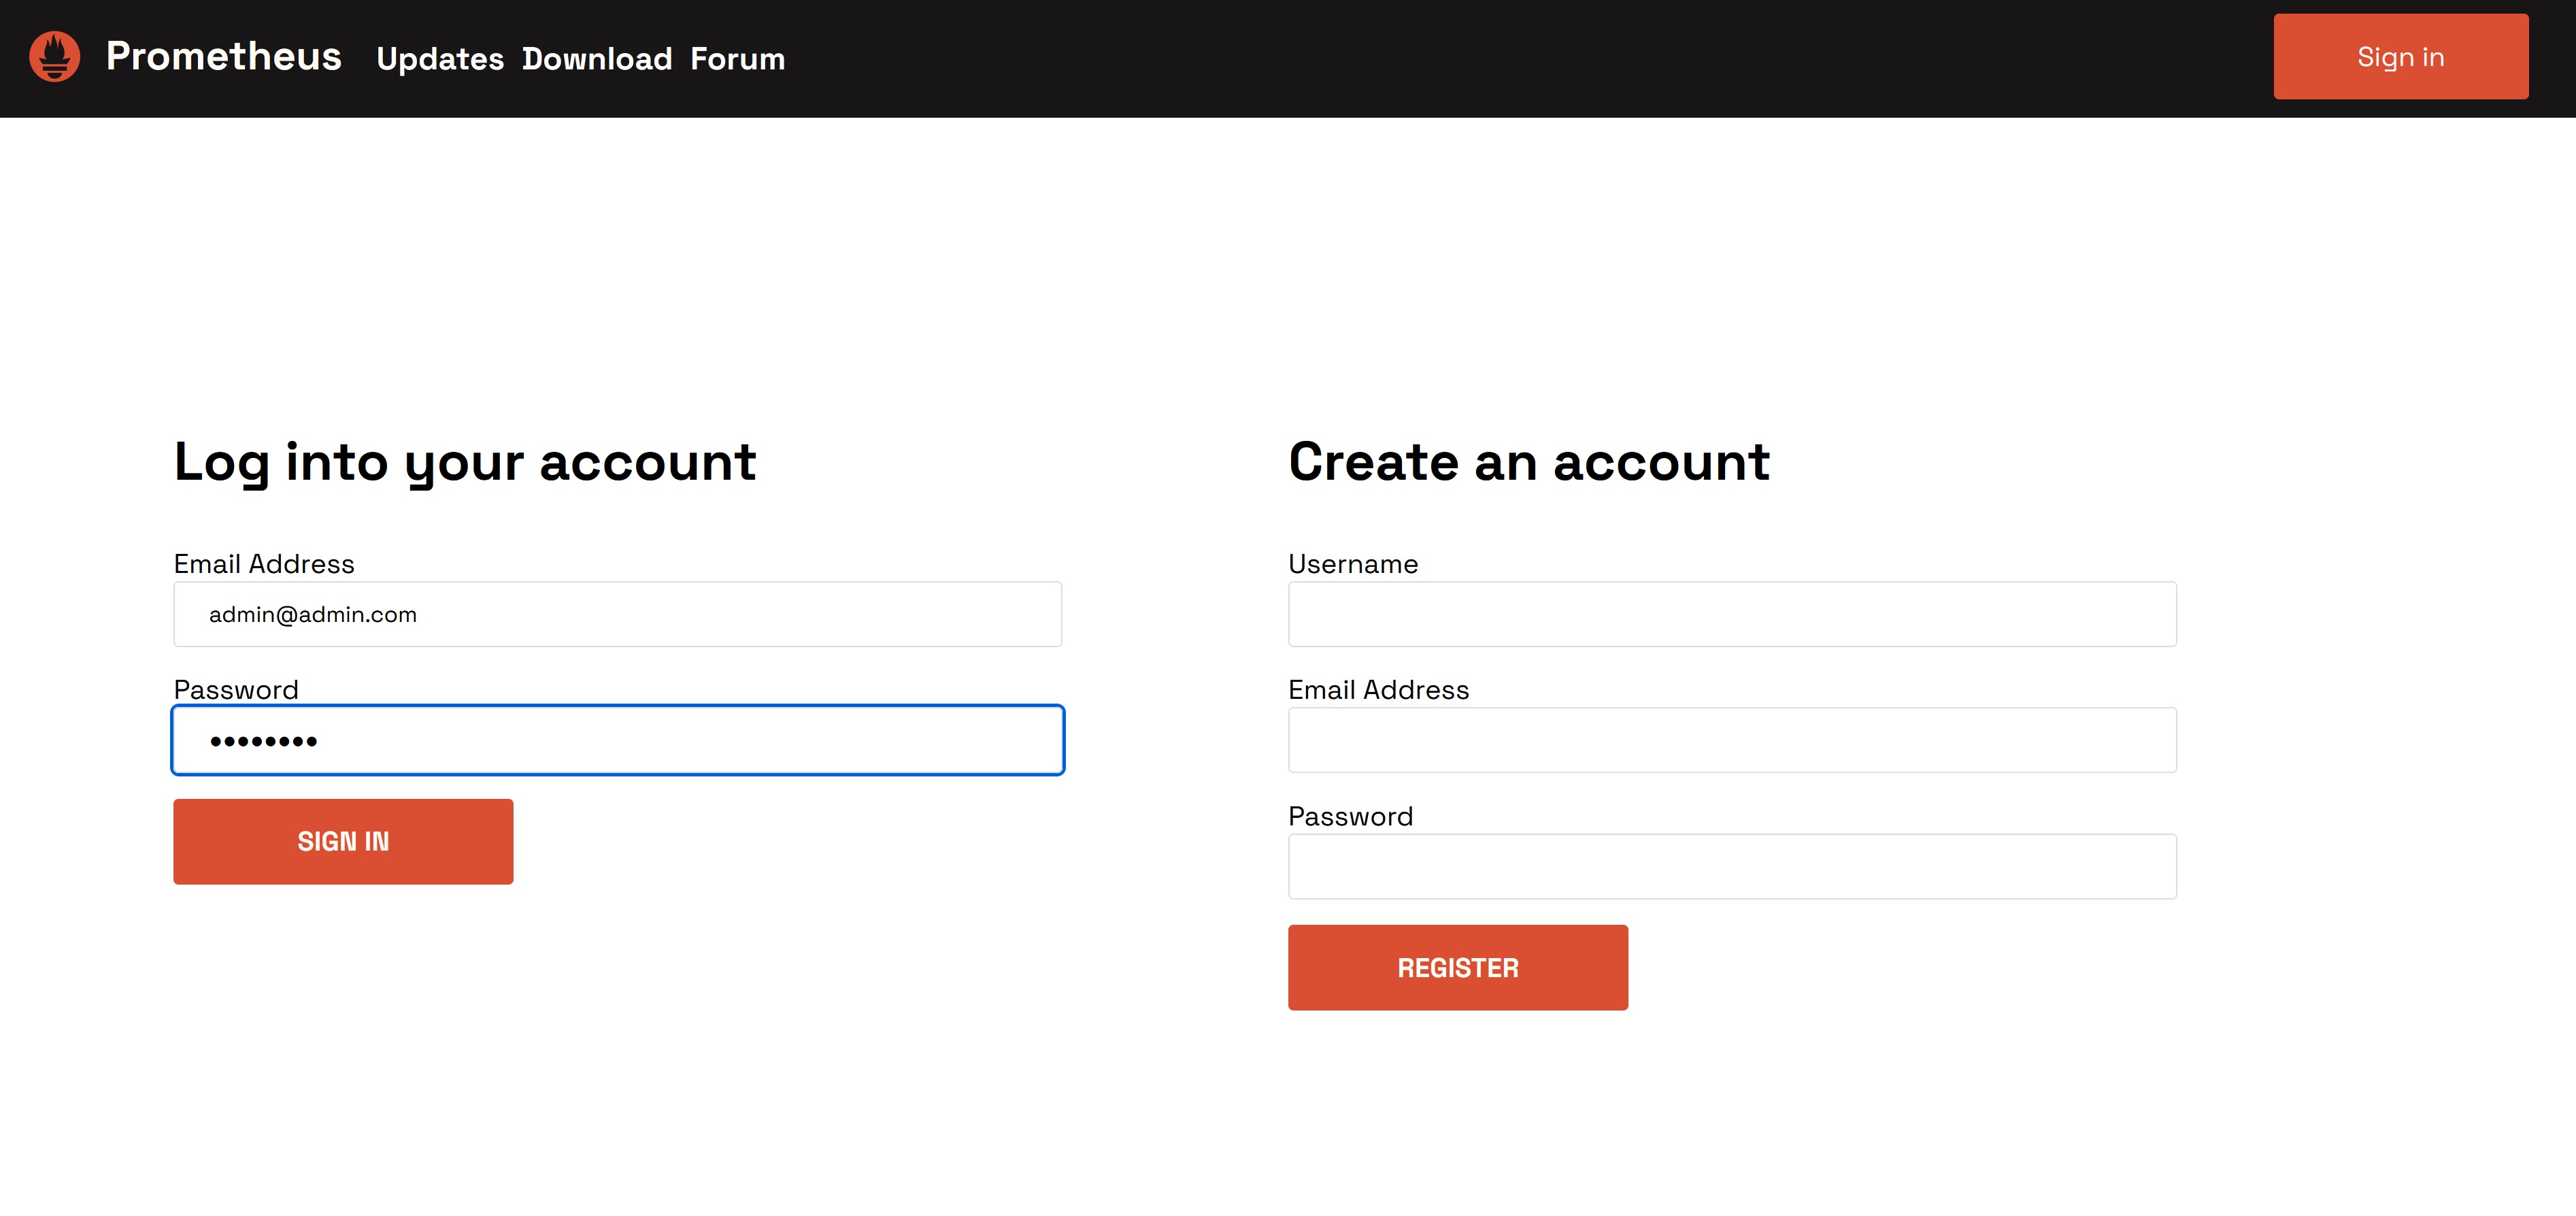 Prometheus Updates Download Forum Sign in
Log into your account
Email Address
admin@admin.com
Password
••••••••
SIGN IN
Create an account
Username
Email Address
Password
REGISTER